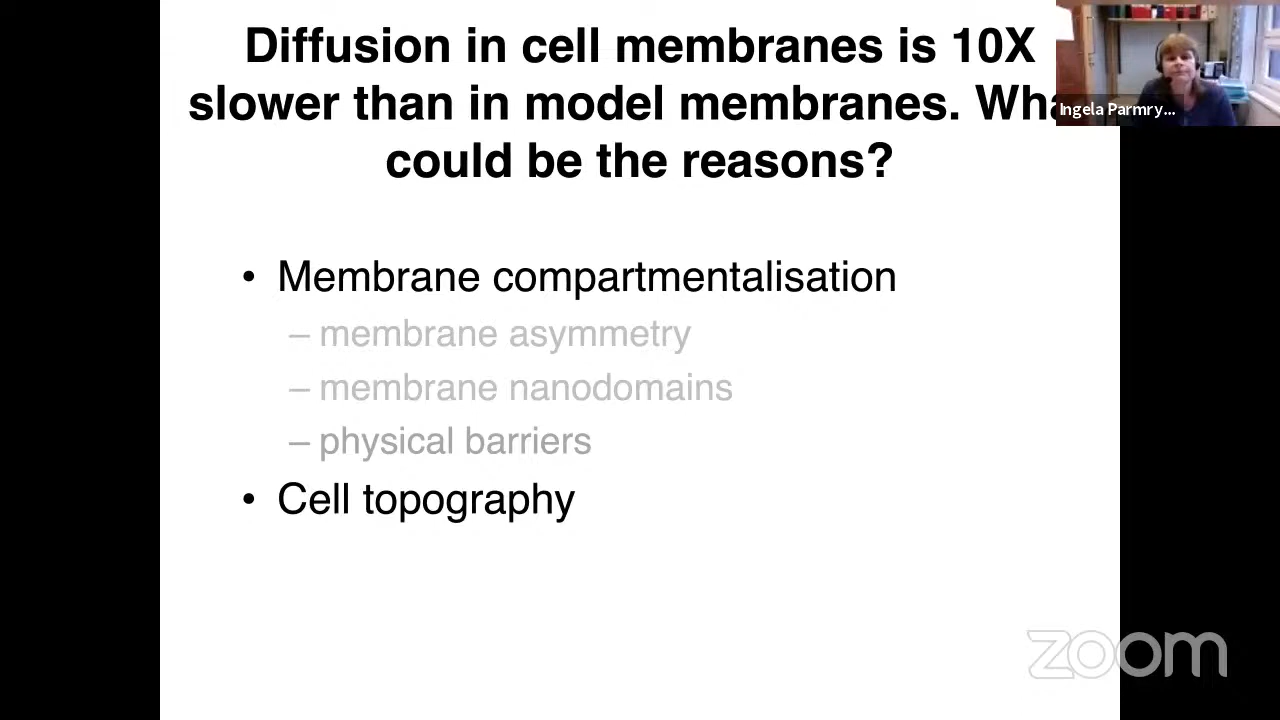 Diffusion in cell membranes is 10X
slower than in model membranes. Wha
could be the reasons?
Ingela Parmry...
• Membrane compartmentalisation
– membrane asymmetry
– membrane nanodomains
– physical barriers
• Cell topography
zoom